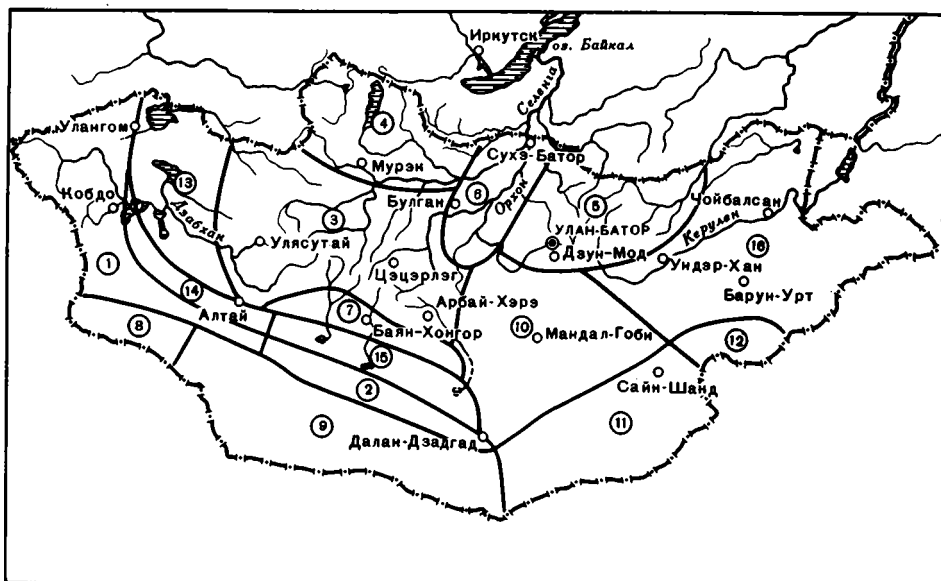 Иркутск
оз. Байкал
Селенга
Улангом
4
Мурэн
Сухэ-Батор
Кобдо
13
Дзабхан
3
Булган
6
Орхон
5
Чойбалсан
Керулен
УЛАН-БАТОР
Улясутай
Дзун-Мод
Ундэр-Хан
16
1
Цэцэрлэг
Барун-Урт
14
Алтай
7
Арбай-Хэрэ
Баян-Хонгор
10
Мандал-Гоби
8
15
12
2
Сайн-Шанд
9
Далан-Дзадгад
11